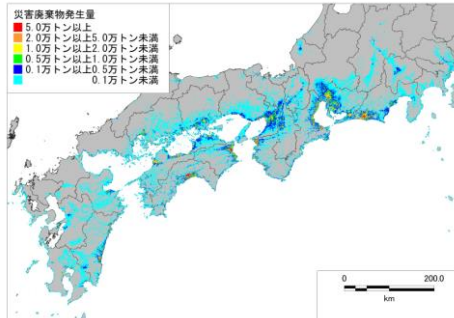 災害廃棄物発生量
5.0万トン以上
2.0万トン以上5.0万トン未満
1.0万トン以上2.0万トン未満
0.5万トン以上1.0万トン未満
0.1万トン以上0.5万トン未満
0.1万トン未満
0 200.0
km